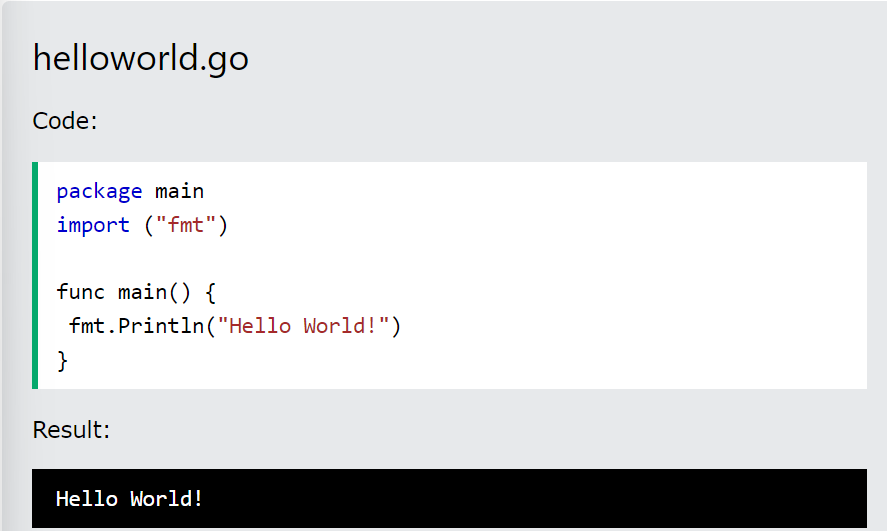 helloworld.go
Code:
package main
import ("fmt")
func main() {
 fmt.Println("Hello World!")
}
Result:
Hello World!